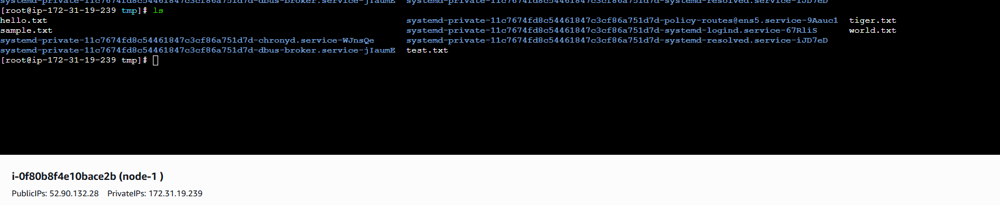 systemd-private-11c7674fd8c54461847c3cf86a751d7d-dbus-broker.service-jIaumE  systemd-private-11c7674fd8c54461847c3cf86a751d7d-systemd-resolved.service-iJD7eD
[root@ip-172-31-19-239 tmp]# ls
hello.txt  systemd-private-11c7674fd8c54461847c3cf86a751d7d-policy-routes@ens5.service-9Aauc1  tiger.txt
sample.txt  systemd-private-11c7674fd8c54461847c3cf86a751d7d-systemd-logind.service-67RliS  world.txt
systemd-private-11c7674fd8c54461847c3cf86a751d7d-chronyd.service-WJnsQe  systemd-private-11c7674fd8c54461847c3cf86a751d7d-systemd-resolved.service-iJD7eD
systemd-private-11c7674fd8c54461847c3cf86a751d7d-dbus-broker.service-jIaumE  test.txt
[root@ip-172-31-19-239 tmp]#
i-0f80b8f4e10bace2b (node-1 )
PublicIPs: 52.90.132.28  PrivateIPs: 172.31.19.239